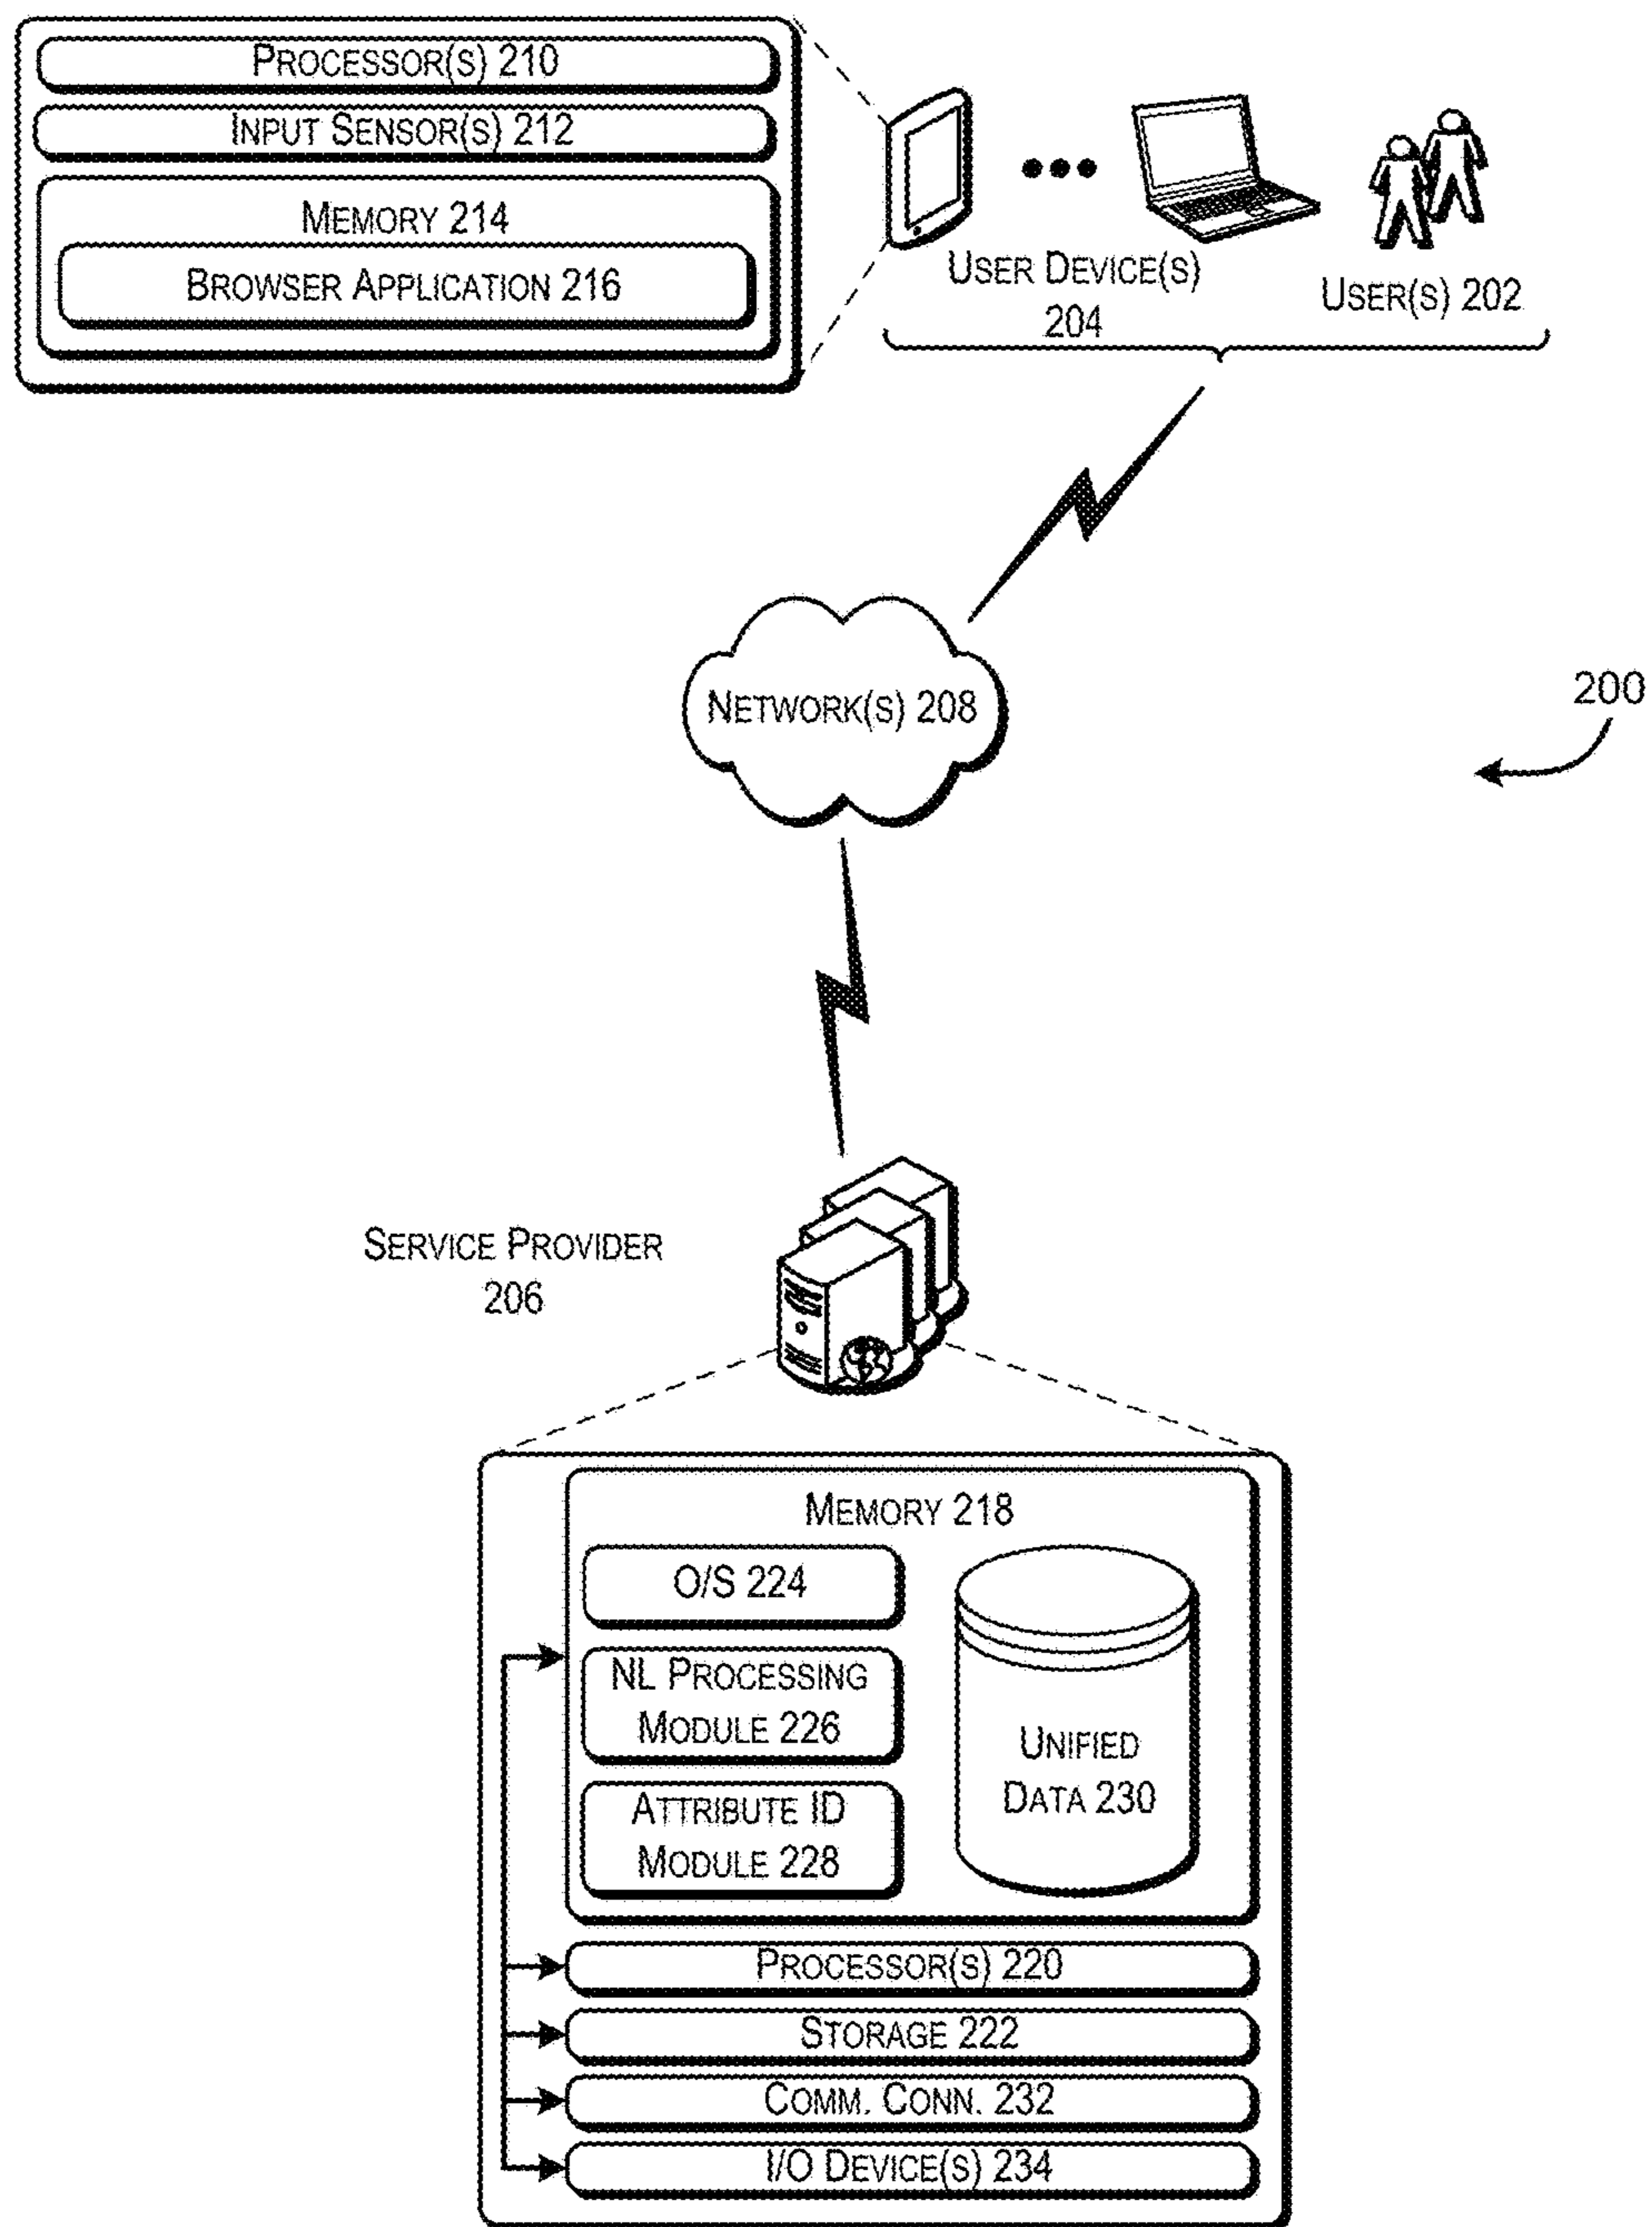 PROCESSOR(S) 210
INPUT SENSOR(S) 212
MEMORY 214
BROWSER APPLICATION 216
USER DEVICE(S)
204
USER(S) 202
NETWORK(S) 208
200
SERVICE PROVIDER
206
MEMORY 218
O/S 224
NL PROCESSING
MODULE 226
ATTRIBUTE ID
MODULE 228
UNIFIED
DATA 230
PROCESSOR(S) 220
STORAGE 222
COMM. CONN. 232
I/O DEVICE(S) 234